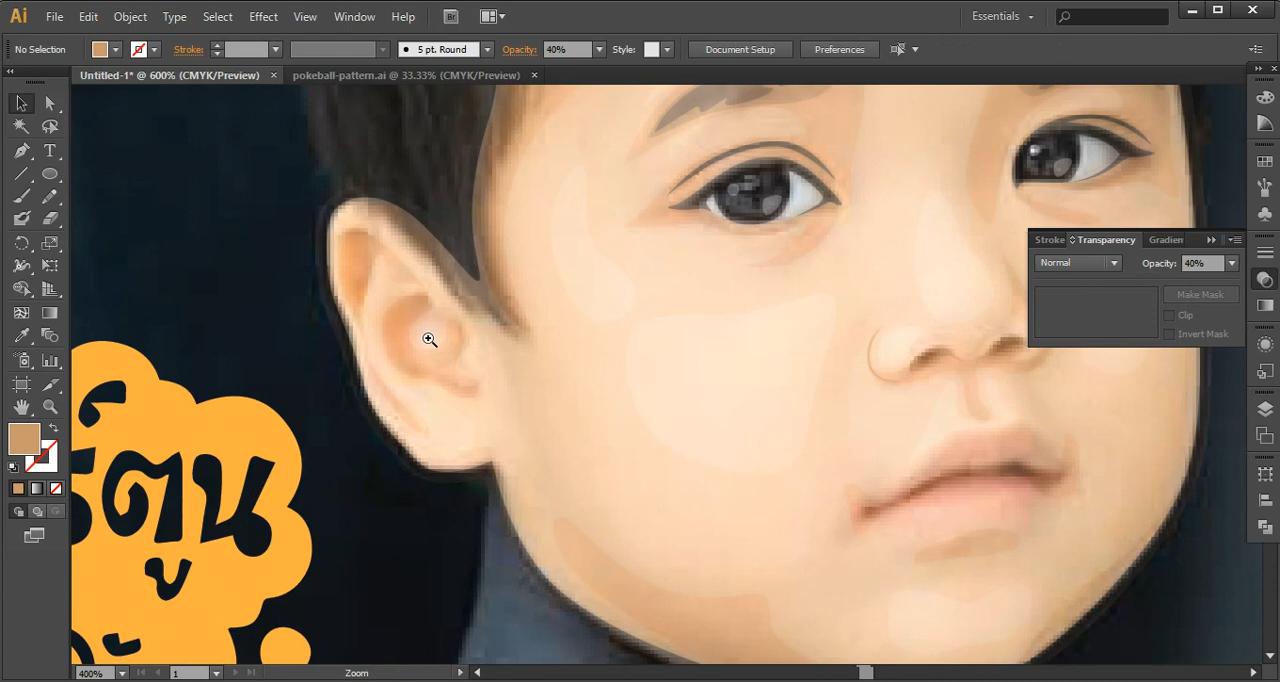 Ai File Edit Object Type Select Effect View Window Help Br Essentials
No Selection Stroke: 5 pt. Round Opacity: 40% Style: Document Setup Preferences
Untitled-1* @ 600% (CMYK/Preview) × pokeball-pattern.ai @ 33.33% (CMYK/Preview) ×
Stroke Transparency Gradien
Normal Opacity: 40%
Make Mask
Clip
Invert Mask
ตูน
400% 1 Zoom